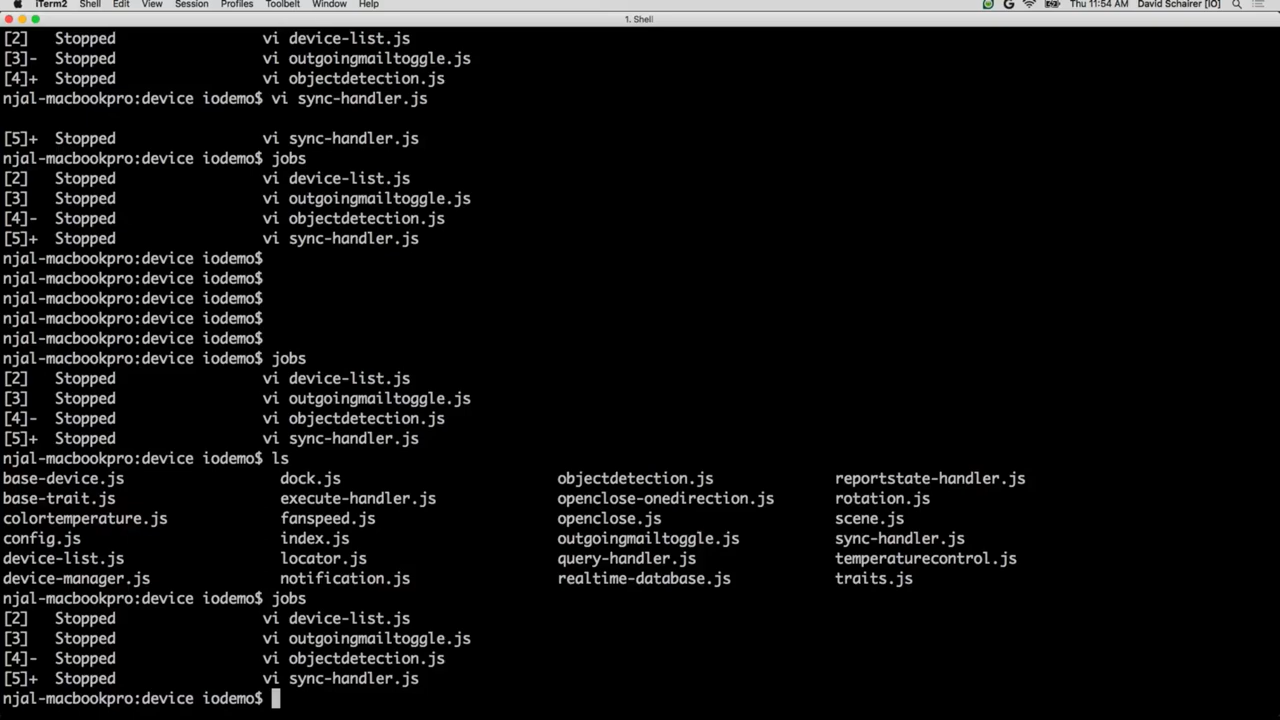 iTerm2 Shell Edit View Session Profiles Toolbelt Window Help Thu 11:54 AM David Schairer [IO]
1. Shell
[2] Stopped vi device-list.js
[3]- Stopped vi outgoingmailtoggle.js
[4]+ Stopped vi objectdetection.js
njal-macbookpro:device iodemo$ vi sync-handler.js
[5]+ Stopped vi sync-handler.js
njal-macbookpro:device iodemo$ jobs
[2] Stopped vi device-list.js
[3] Stopped vi outgoingmailtoggle.js
[4]- Stopped vi objectdetection.js
[5]+ Stopped vi sync-handler.js
njal-macbookpro:device iodemo$
njal-macbookpro:device iodemo$
njal-macbookpro:device iodemo$
njal-macbookpro:device iodemo$
njal-macbookpro:device iodemo$
njal-macbookpro:device iodemo$ jobs
[2] Stopped vi device-list.js
[3] Stopped vi outgoingmailtoggle.js
[4]- Stopped vi objectdetection.js
[5]+ Stopped vi sync-handler.js
njal-macbookpro:device iodemo$ ls
base-device.js dock.js objectdetection.js reportstate-handler.js
base-trait.js execute-handler.js openclose-onedirection.js rotation.js
colortemperature.js fanspeed.js openclose.js scene.js
config.js index.js outgoingmailtoggle.js sync-handler.js
device-list.js locator.js query-handler.js temperaturecontrol.js
device-manager.js notification.js realtime-database.js traits.js
njal-macbookpro:device iodemo$ jobs
[2] Stopped vi device-list.js
[3] Stopped vi outgoingmailtoggle.js
[4]- Stopped vi objectdetection.js
[5]+ Stopped vi sync-handler.js
njal-macbookpro:device iodemo$